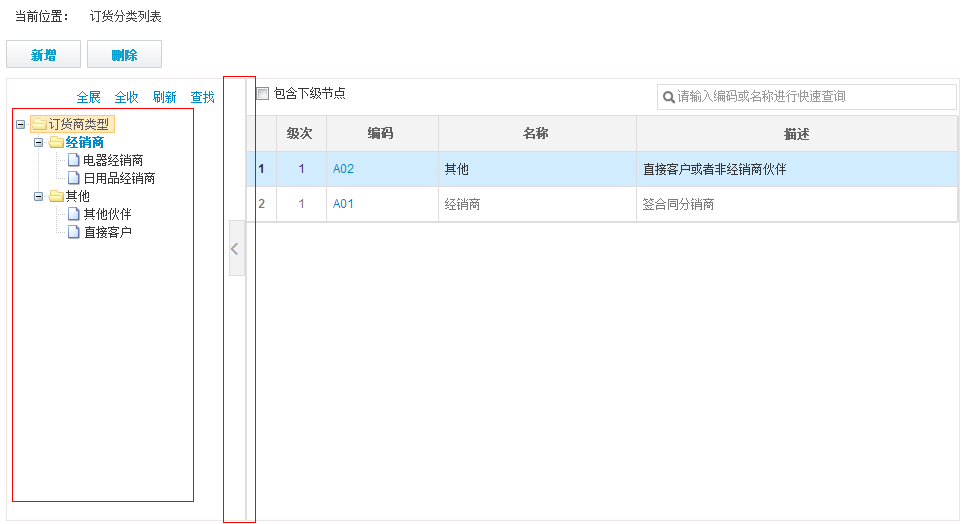 当前位置： 订货分类列表
新增 删除
全展 全收 刷新 查找
订货商类型
经销商
电器经销商
日用品经销商
其他
其他伙伴
直接客户
包含下级节点 请输入编码或名称进行快速查询
级次 编码 名称 描述
1 1 A02 其他 直接客户或者非经销商伙伴
2 1 A01 经销商 签合同分销商